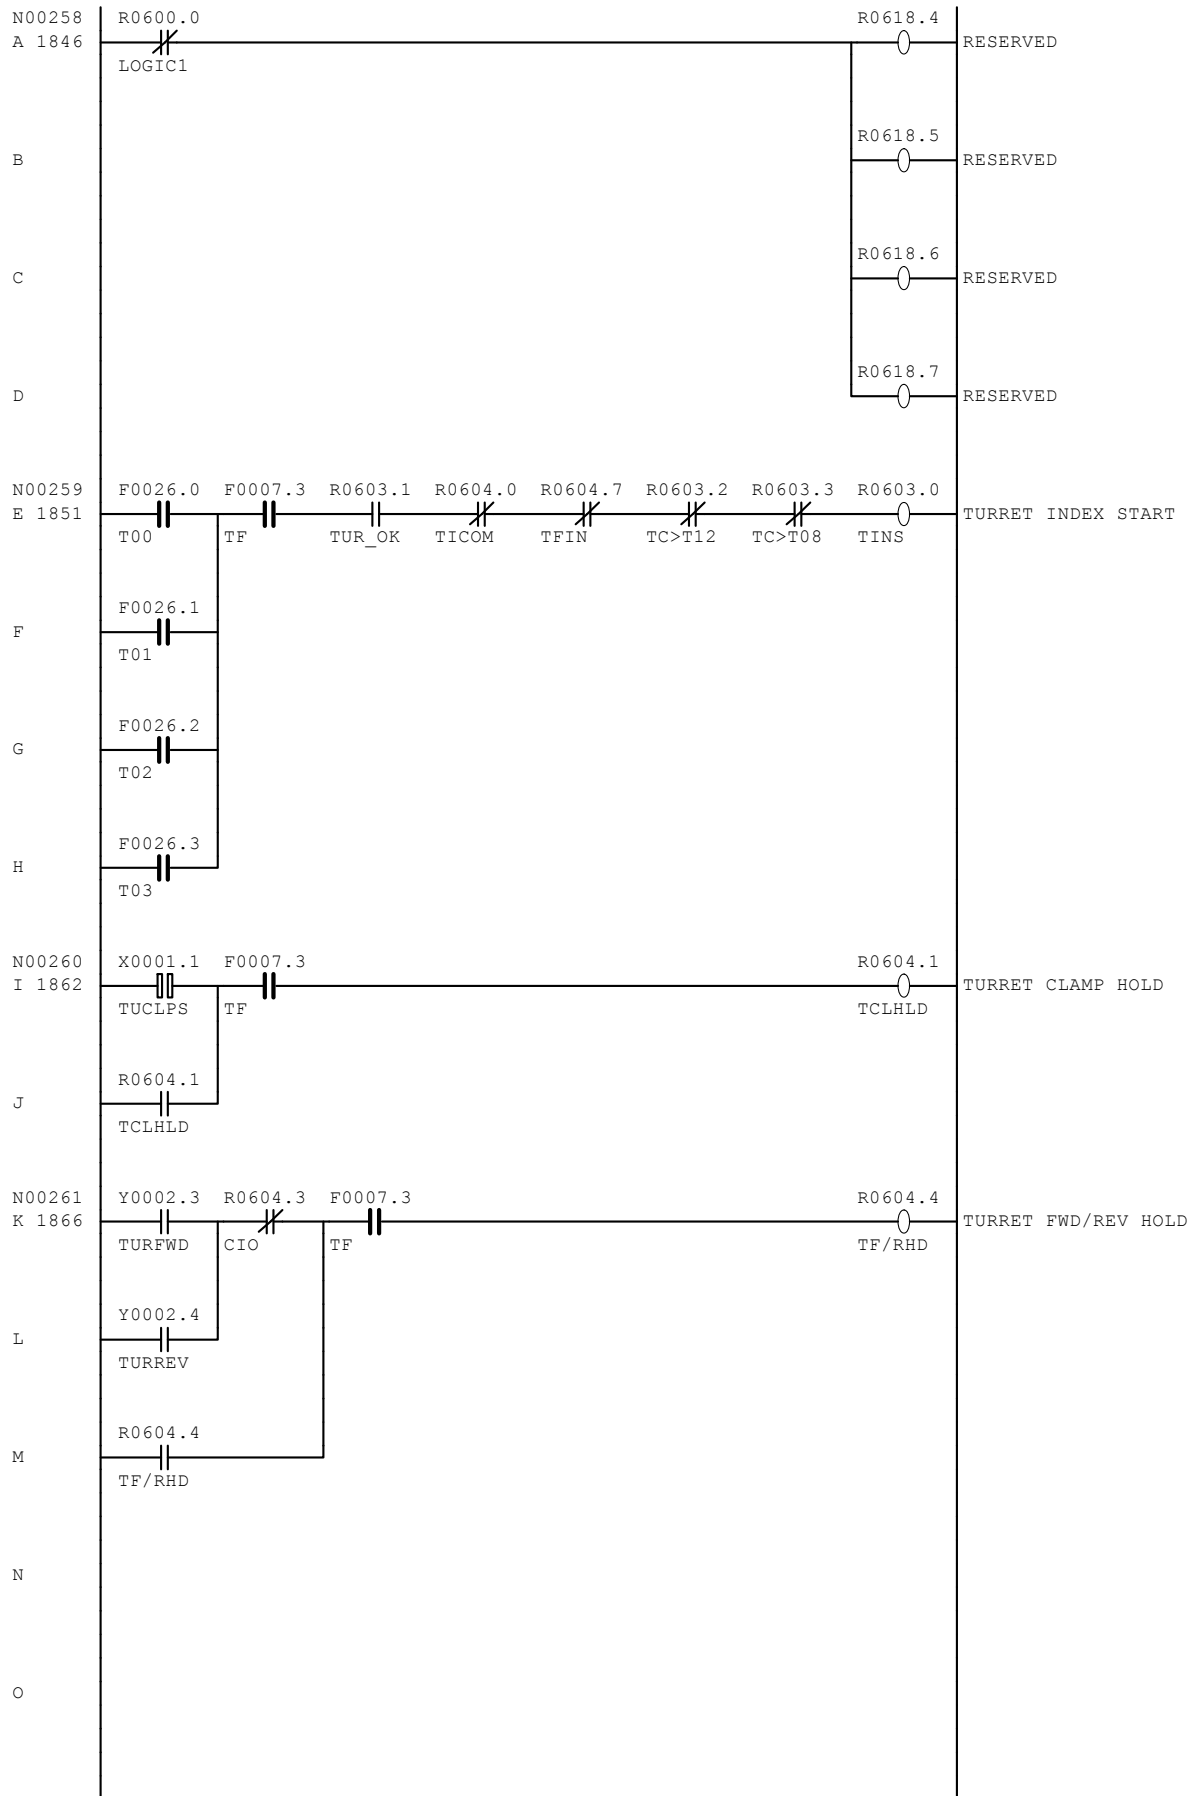 N00258 R0600.0 R0618.4
A 1846 RESERVED
LOGIC1
R0618.5
B RESERVED
R0618.6
C RESERVED
R0618.7
D RESERVED
N00259 F0026.0 F0007.3 R0603.1 R0604.0 R0604.7 R0603.2 R0603.3 R0603.0
E 1851 TURRET INDEX START
T00 TF TUR_OK TICOM TFIN TC>T12 TC>T08 TINS
F0026.1
F
T01
F0026.2
G
T02
F0026.3
H
T03
N00260 X0001.1 F0007.3 R0604.1
I 1862 TURRET CLAMP HOLD
TUCLPS TF TCLHLD
R0604.1
J
TCLHLD
N00261 Y0002.3 R0604.3 F0007.3 R0604.4
K 1866 TURRET FWD/REV HOLD
TURFWD CIO TF TF/RHD
Y0002.4
L
TURREV
R0604.4
M
TF/RHD
N
O